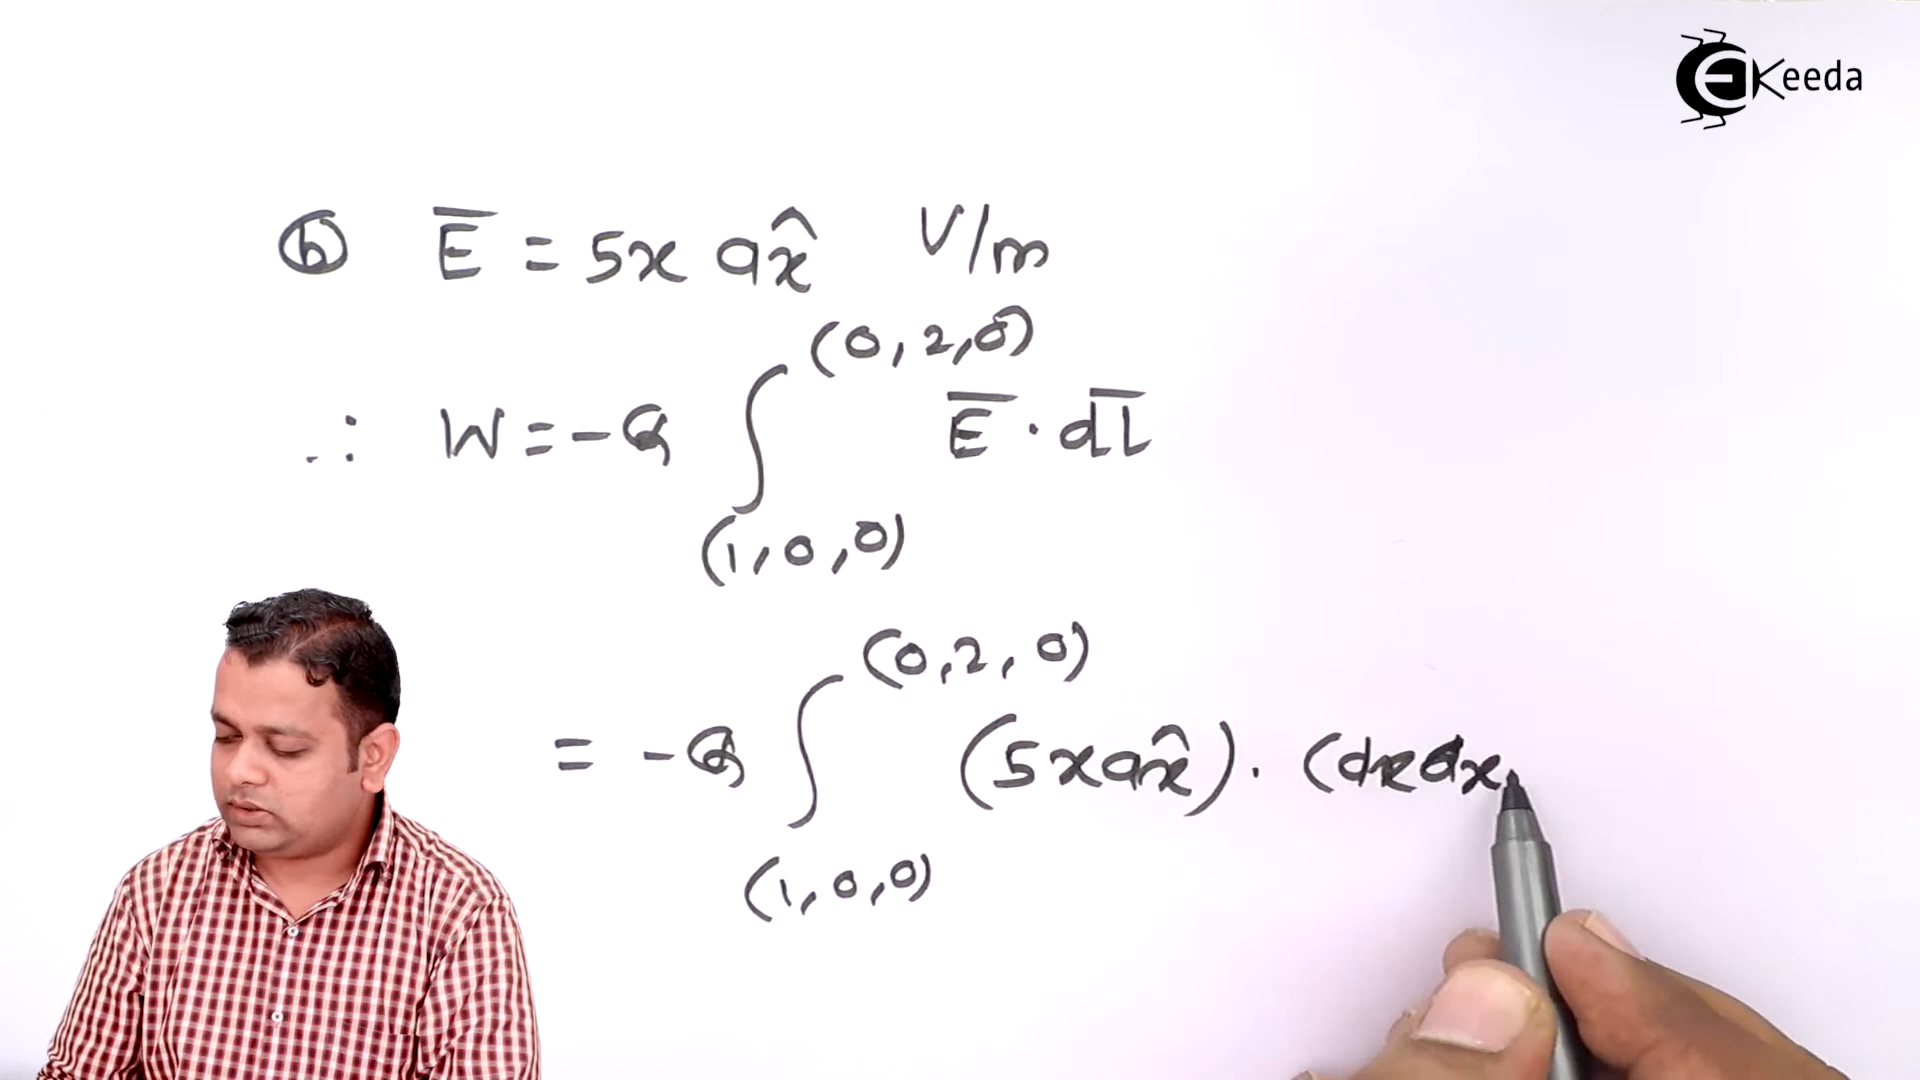 EKeeda
(b) E̅ = 5x ax̂ V/m
∴ W = -Q ∫ (0,2,0) (1,0,0) E̅ · dl̅
= -Q ∫ (0,2,0) (1,0,0) (5x ax̂) · (dx ax